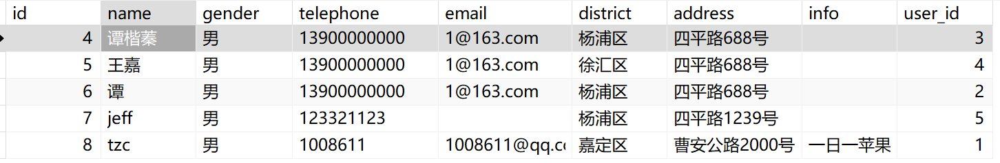 id name gender telephone email district address info user_id
4 谭楷蓁 男 13900000000 1@163.com 杨浦区 四平路688号 3
5 王嘉 男 13900000000 1@163.com 徐汇区 四平路688号 4
6 谭 男 13900000000 1@163.com 杨浦区 四平路688号 2
7 jeff 男 123321123 杨浦区 四平路1239号 5
8 tzc 男 1008611 1008611@qq.co 嘉定区 曹安公路2000号 一日一苹果 1